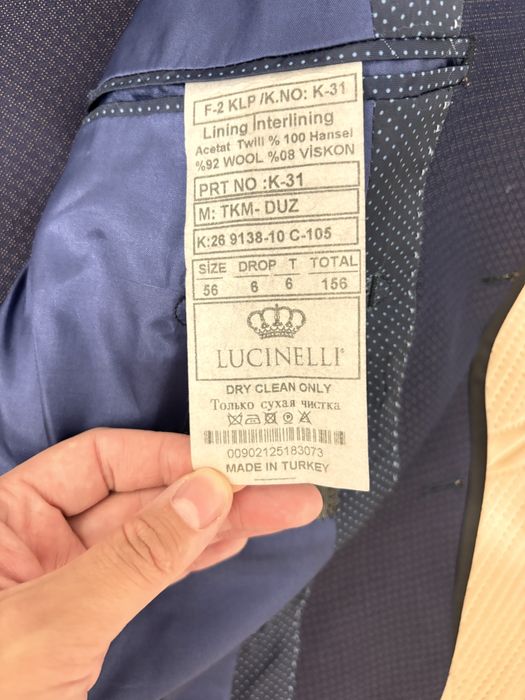 F-2 KLP /K.NO: K-31
Lining Interlining
Acetat Twill % 100 Hansel
%92 WOOL %08 VİSKON
PRT NO :K-31
M: TKM- DUZ
K:26 9138-10 C-105
SİZE DROP T TOTAL
56 6 6 156
LUCINELLI®
DRY CLEAN ONLY
Только сухая чистка
00902125183073
MADE IN TURKEY